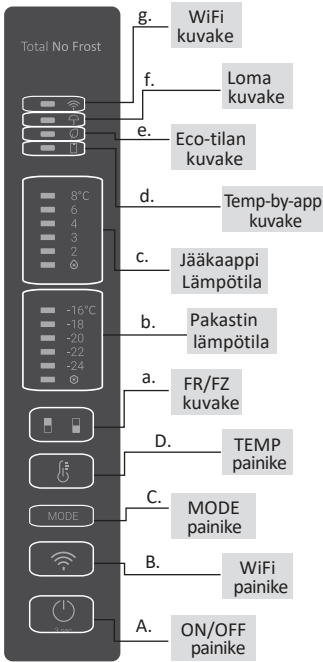 g.
WiFi
kuvake
Total No Frost
f.
Loma
kuvake
e.
Eco-tilan
kuvake
d.
Temp-by-app
kuvake
8°C
6
4
3
2
c.
Jääkaappi
Lämpötila
-16°C
-18
-20
-22
-24
b.
Pakastin
lämpötila
a.
FR/FZ
kuvake
D.
TEMP
painike
C.
MODE
MODE
painike
B.
WiFi
painike
A.
3 sec
ON/OFF
painike